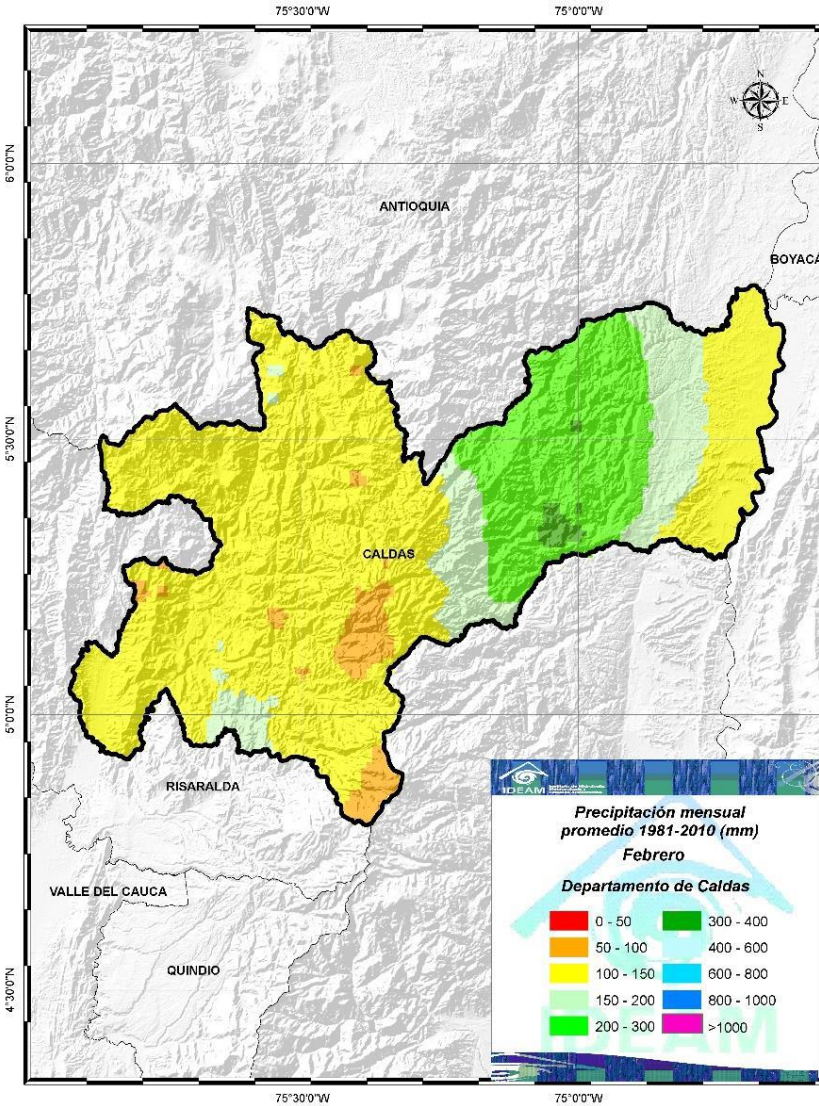 75°30'0"W 75°0'0"W
N
W E
S
6°0'0"N
ANTIOQUIA
BOYACÁ
5°30'0"N
CALDAS
5°0'0"N
RISARALDA
VALLE DEL CAUCA
QUINDIO
4°30'0"N
IDEAM
Precipitación mensual
promedio 1981-2010 (mm)
Febrero
Departamento de Caldas
0 - 50 300 - 400
50 - 100 400 - 600
100 - 150 600 - 800
150 - 200 800 - 1000
200 - 300 >1000
IDEAM
75°30'0"W 75°0'0"W